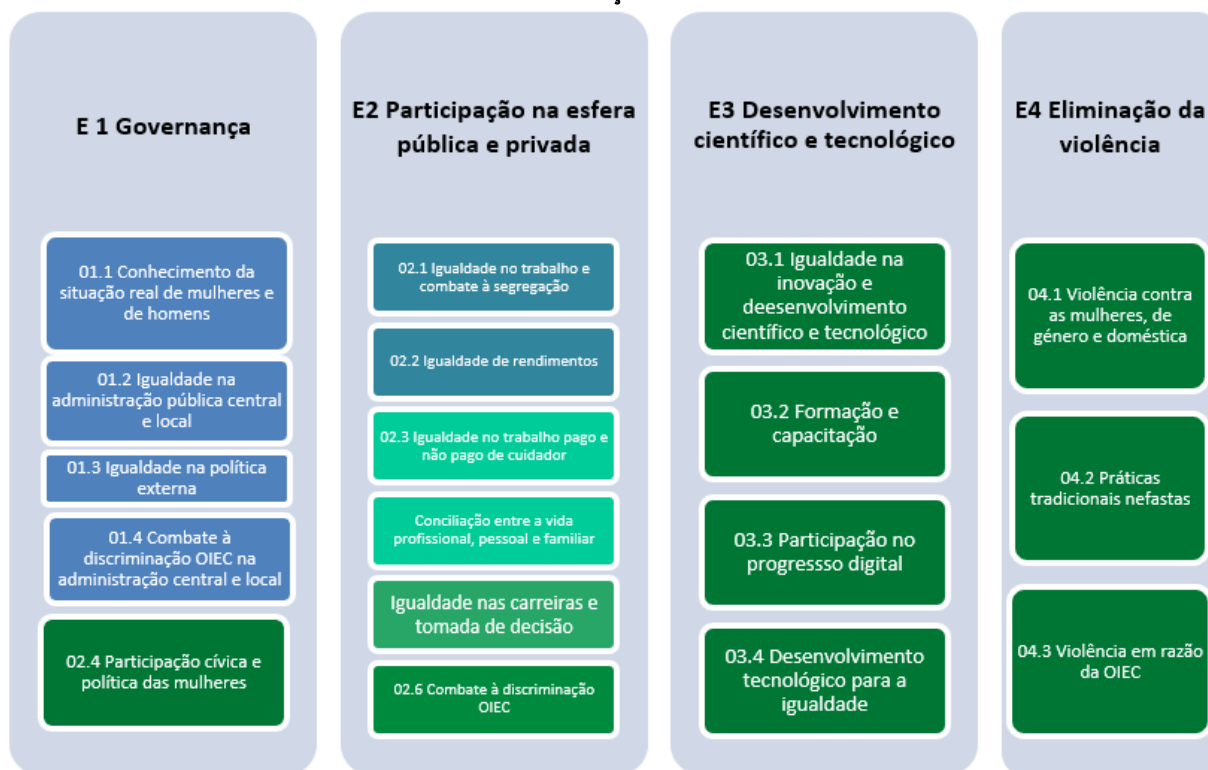 E 1 Governança
01.1 Conhecimento da
situação real de mulheres e
de homens
01.2 Igualdade na
administração pública central
e local
01.3 Igualdade na política
externa
01.4 Combate à
discriminação OIEC na
administração central e local
02.4 Participação cívica e
política das mulheres
E2 Participação na esfera
pública e privada
02.1 Igualdade no trabalho e
combate à segregação
02.2 Igualdade de rendimentos
02.3 Igualdade no trabalho pago e
não pago de cuidador
Conciliação entre a vida
profissional, pessoal e familiar
Igualdade nas carreiras e
tomada de decisão
02.6 Combate à discriminação
OIEC
E3 Desenvolvimento
científico e tecnológico
03.1 Igualdade na
inovação e
deesenvolvimento
científico e tecnológico
03.2 Formação e
capacitação
03.3 Participação no
progressso digital
03.4 Desenvolvimento
tecnológico para a
igualdade
E4 Eliminação da
violência
04.1 Violência contra
as mulheres, de
género e doméstica
04.2 Práticas
tradicionais nefastas
04.3 Violência em razão
da OIEC